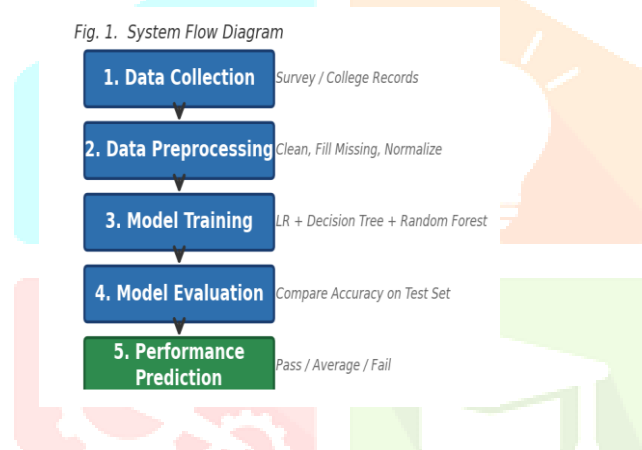 Fig. 1. System Flow Diagram
1. Data Collection
Survey / College Records
2. Data Preprocessing
Clean, Fill Missing, Normalize
3. Model Training
LR + Decision Tree + Random Forest
4. Model Evaluation
Compare Accuracy on Test Set
5. Performance
Prediction
Pass / Average / Fail